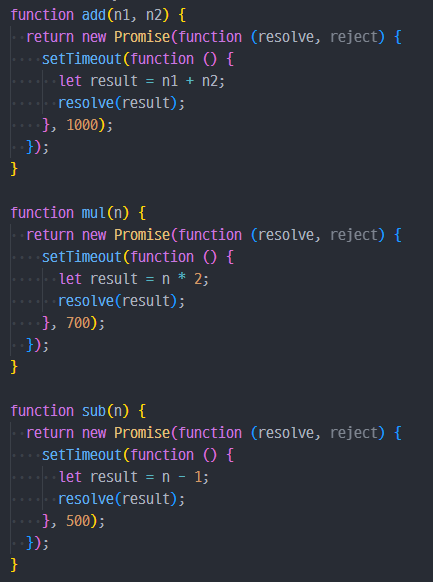 function add(n1, n2) {
  return new Promise(function (resolve, reject) {
    setTimeout(function () {
      let result = n1 + n2;
      resolve(result);
    }, 1000);
  });
}

function mul(n) {
  return new Promise(function (resolve, reject) {
    setTimeout(function () {
      let result = n * 2;
      resolve(result);
    }, 700);
  });
}

function sub(n) {
  return new Promise(function (resolve, reject) {
    setTimeout(function () {
      let result = n - 1;
      resolve(result);
    }, 500);
  });
}